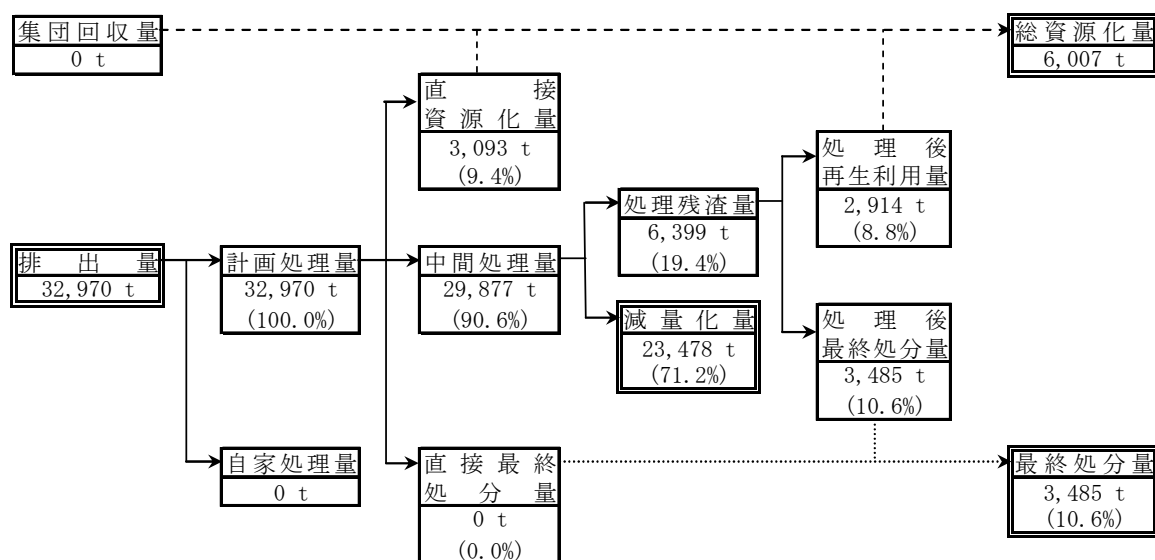 集団回収量
0 t
総資源化量
6,007 t
直接
資源化量
3,093 t
(9.4%)
処理後
再生利用量
2,914 t
(8.8%)
処理残渣量
6,399 t
(19.4%)
排出量
32,970 t
計画処理量
32,970 t
(100.0%)
中間処理量
29,877 t
(90.6%)
減量化量
23,478 t
(71.2%)
処理後
最終処分量
3,485 t
(10.6%)
自家処理量
0 t
直接最終
処分量
0 t
(0.0%)
最終処分量
3,485 t
(10.6%)